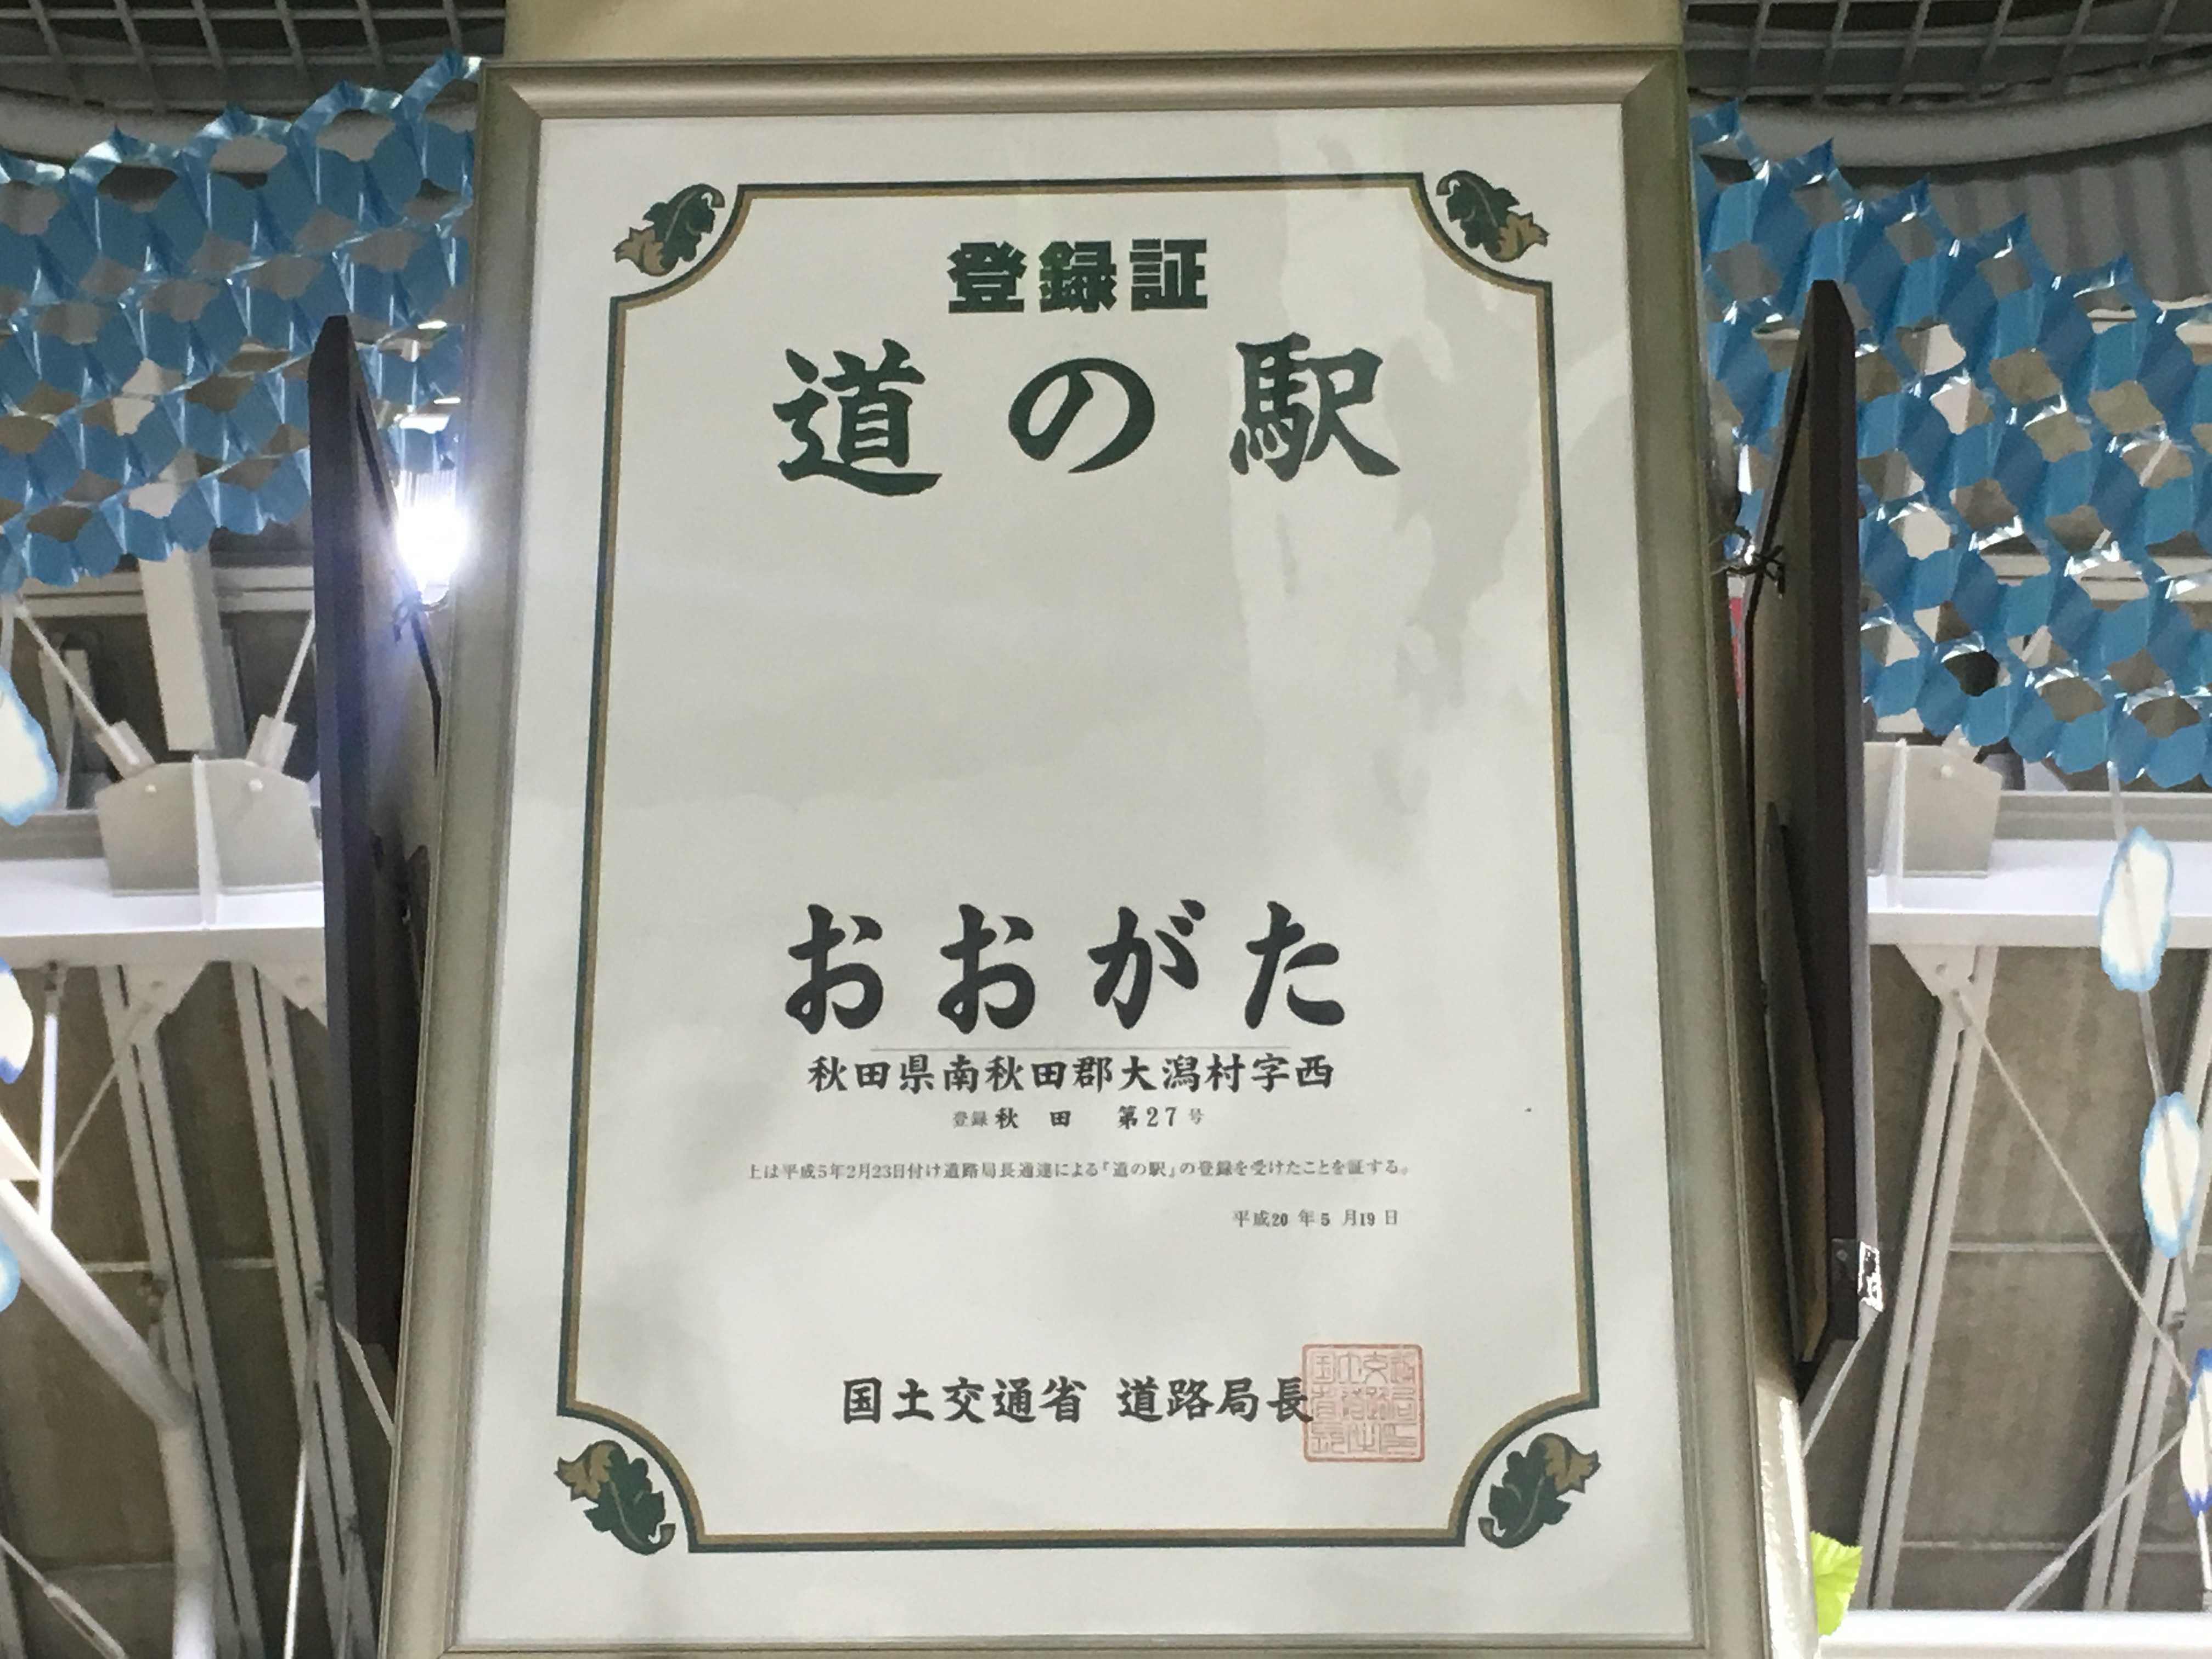 登録証
道の駅
おおがた
秋田県南秋田郡大潟村字西
登録 秋 田 第27 号
上は平成5年2月23日付け道路局長通達による『道の駅』の登録を受けたことを証する。
平成20 年 5 月19 日
国土交通省 道路局長